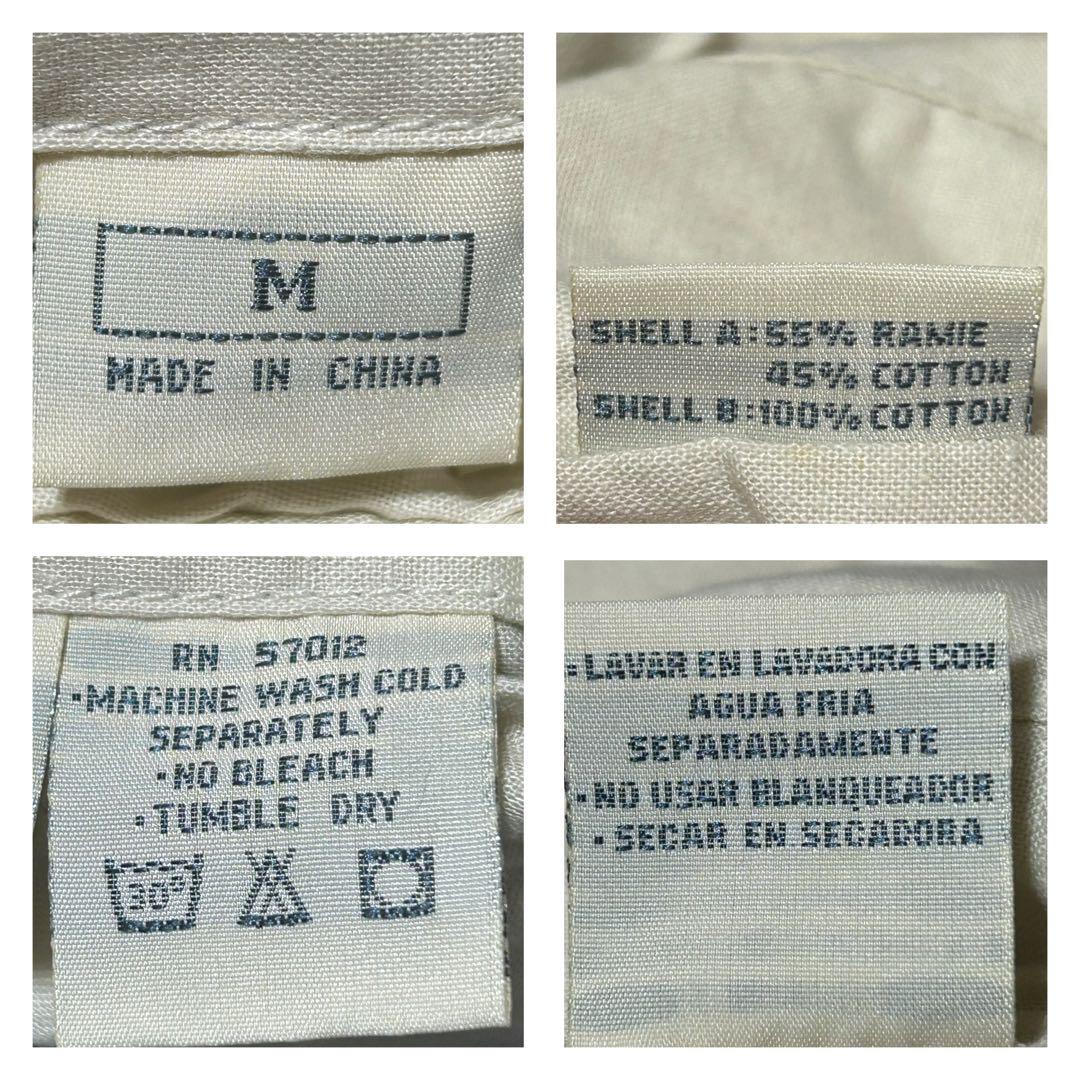 M
MADE IN CHINA
SHELL A:55% RAMIE
45% COTTON
SHELL B:100% COTTON
RN 57012
·MACHINE WASH COLD
SEPARATELY
·NO BLEACH
·TUMBLE DRY
30°
·LAVAR EN LAVADORA CON
AGUA FRIA
SEPARADAMENTE
·NO USAR BLANQUEADOR
·SECAR EN SECADORA